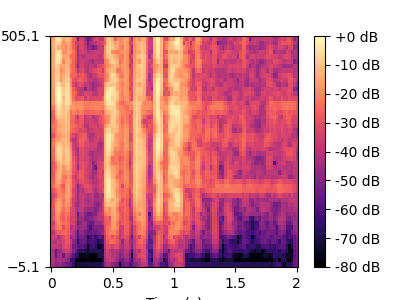 Mel Spectrogram
505.1
−5.1
0
0.5
1
1.5
2
+0 dB
-10 dB
-20 dB
-30 dB
-40 dB
-50 dB
-60 dB
-70 dB
-80 dB